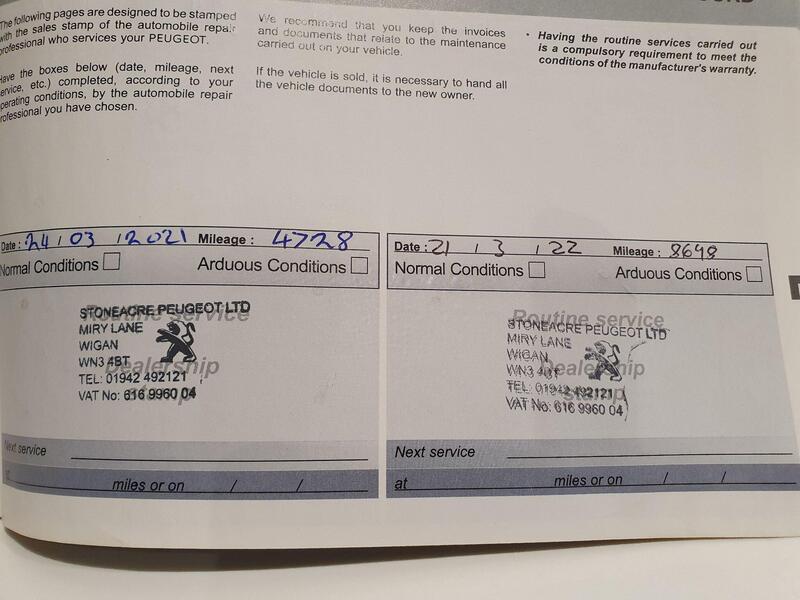 The following pages are designed to be stamped
with the sales stamp of the automobile repair
professional who services your PEUGEOT.
Have the boxes below (date, mileage, next
service, etc.) completed, according to your
operating conditions, by the automobile repair
professional you have chosen.
We recommend that you keep the invoices
and documents that relate to the maintenance
carried out on your vehicle.
If the vehicle is sold, it is necessary to hand all
the vehicle documents to the new owner.
• Having the routine services carried out
is a compulsory requirement to meet the
conditions of the manufacturer's warranty.
Date : 24 / 03 / 2021 Mileage : 4728
Normal Conditions Arduous Conditions
Routine service
STONEACRE PEUGEOT LTD
MIRY LANE
WIGAN
WN3 4BT
Dealership
TEL: 01942 492121
stamp
VAT No: 616 9960 04
Next service
at miles or on / /
Date : 21 / 3 / 22 Mileage : 8698
Normal Conditions Arduous Conditions
Routine service
STONEACRE PEUGEOT LTD
MIRY LANE
WIGAN
WN3 4BT
Dealership
TEL: 01942 492121
stamp
VAT No: 616 9960 04
Next service
at miles or on / /